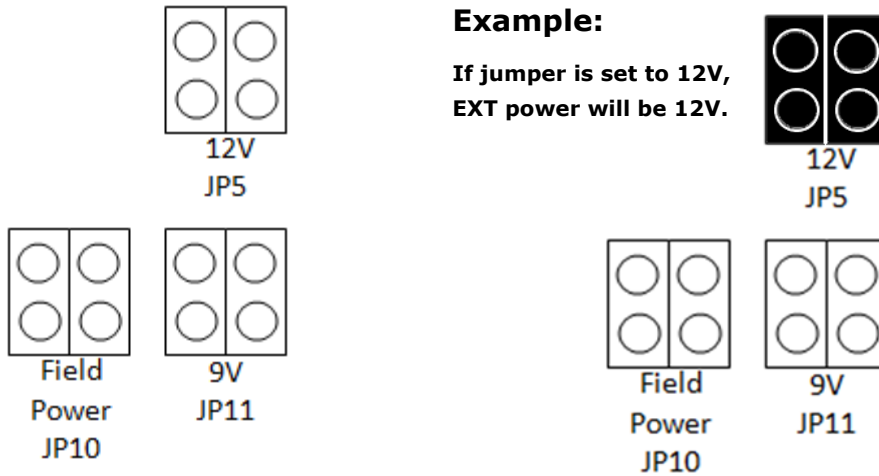 12V
JP5
Field
Power
JP10
9V
JP11
Example:
If jumper is set to 12V,
EXT power will be 12V.
12V
JP5
Field
Power
JP10
9V
JP11